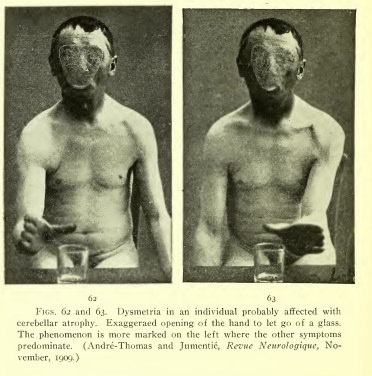 62
63
FIGS. 62 and 63. Dysmetria in an individual probably affected with
cerebellar atrophy. Exaggeraed opening of the hand to let go of a glass.
The phenomenon is more marked on the left where the other symptoms
predominate. (André-Thomas and Jumentié, Revue Neurologique, No-
vember, 1909.)